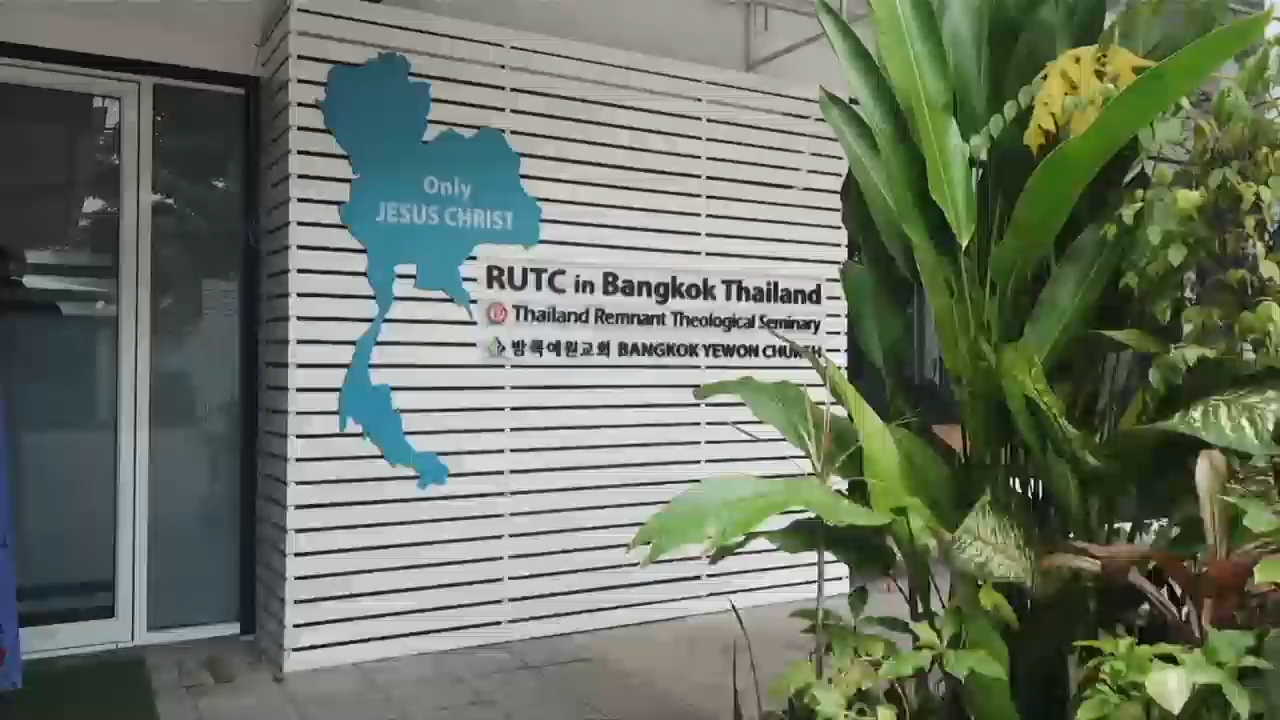 Only
JESUS CHRIST
RUTC in Bangkok Thailand
Thailand Remnant Theological Seminary
방콕예원교회 BANGKOK YEWON CHURCH